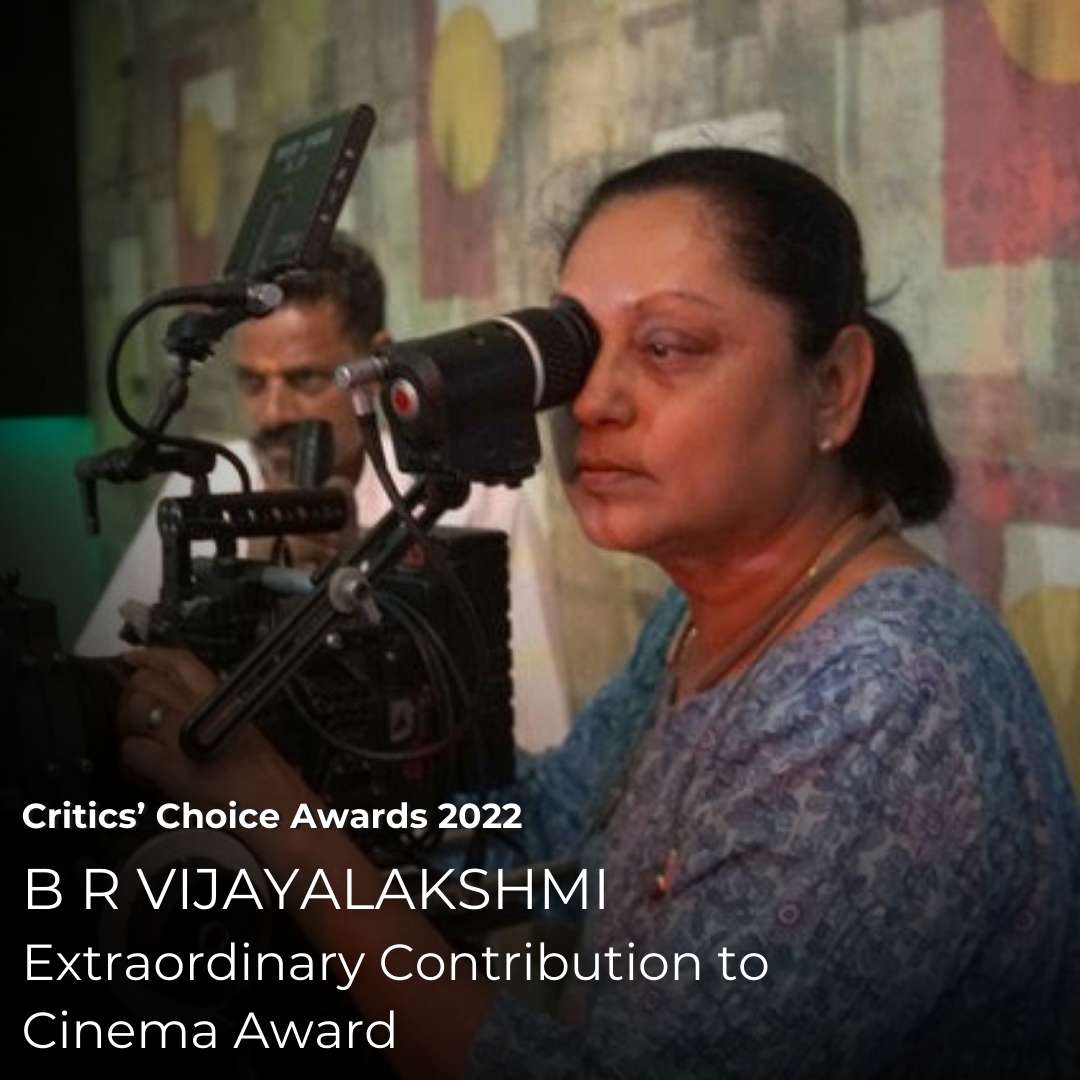 Critics’ Choice Awards 2022
B R VIJAYALAKSHMI
Extraordinary Contribution to
Cinema Award